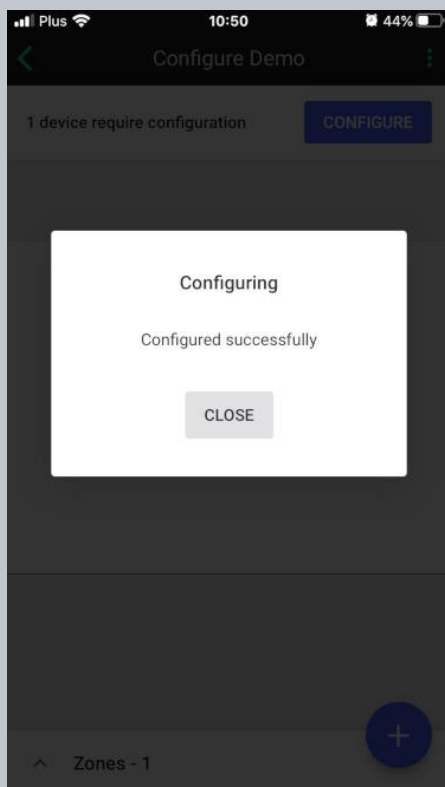 Plus 10:50 44%
Configure Demo
1 device require configuration CONFIGURE
Configuring
Configured successfully
CLOSE
+
Zones - 1